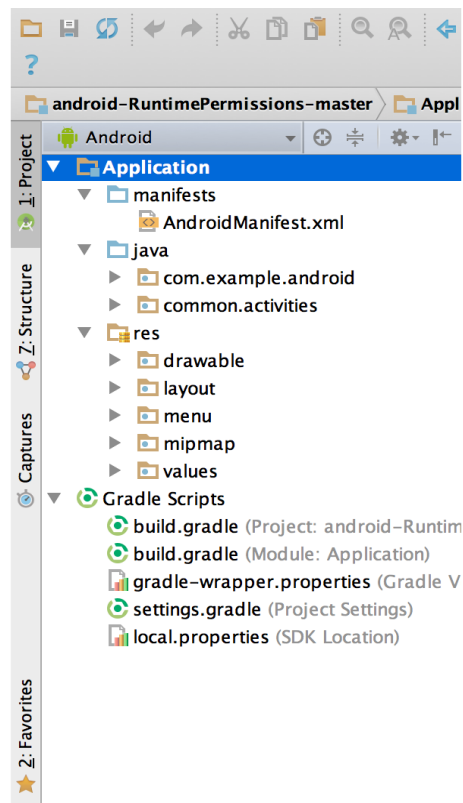 ?
android-RuntimePermissions-master Appl
1: Project
Android
Application
manifests
AndroidManifest.xml
java
com.example.android
common.activities
Z: Structure
res
drawable
layout
menu
mipmap
values
Captures
Gradle Scripts
build.gradle (Project: android-Runtim
build.gradle (Module: Application)
gradle-wrapper.properties (Gradle V
settings.gradle (Project Settings)
local.properties (SDK Location)
2: Favorites